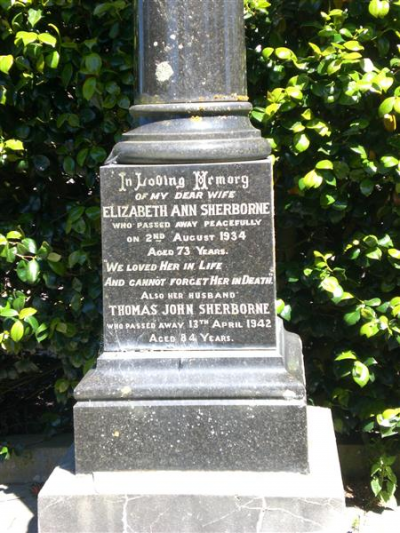 In Loving Memory
OF MY DEAR WIFE
ELIZABETH ANN SHERBORNE
WHO PASSED AWAY PEACEFULLY
ON 2ND AUGUST 1934
AGED 73 YEARS.
"WE LOVED HER IN LIFE
AND CANNOT FORGET HER IN DEATH."
ALSO HER HUSBAND
THOMAS JOHN SHERBORNE
WHO PASSED AWAY 13TH APRIL 1942
AGED 84 YEARS.